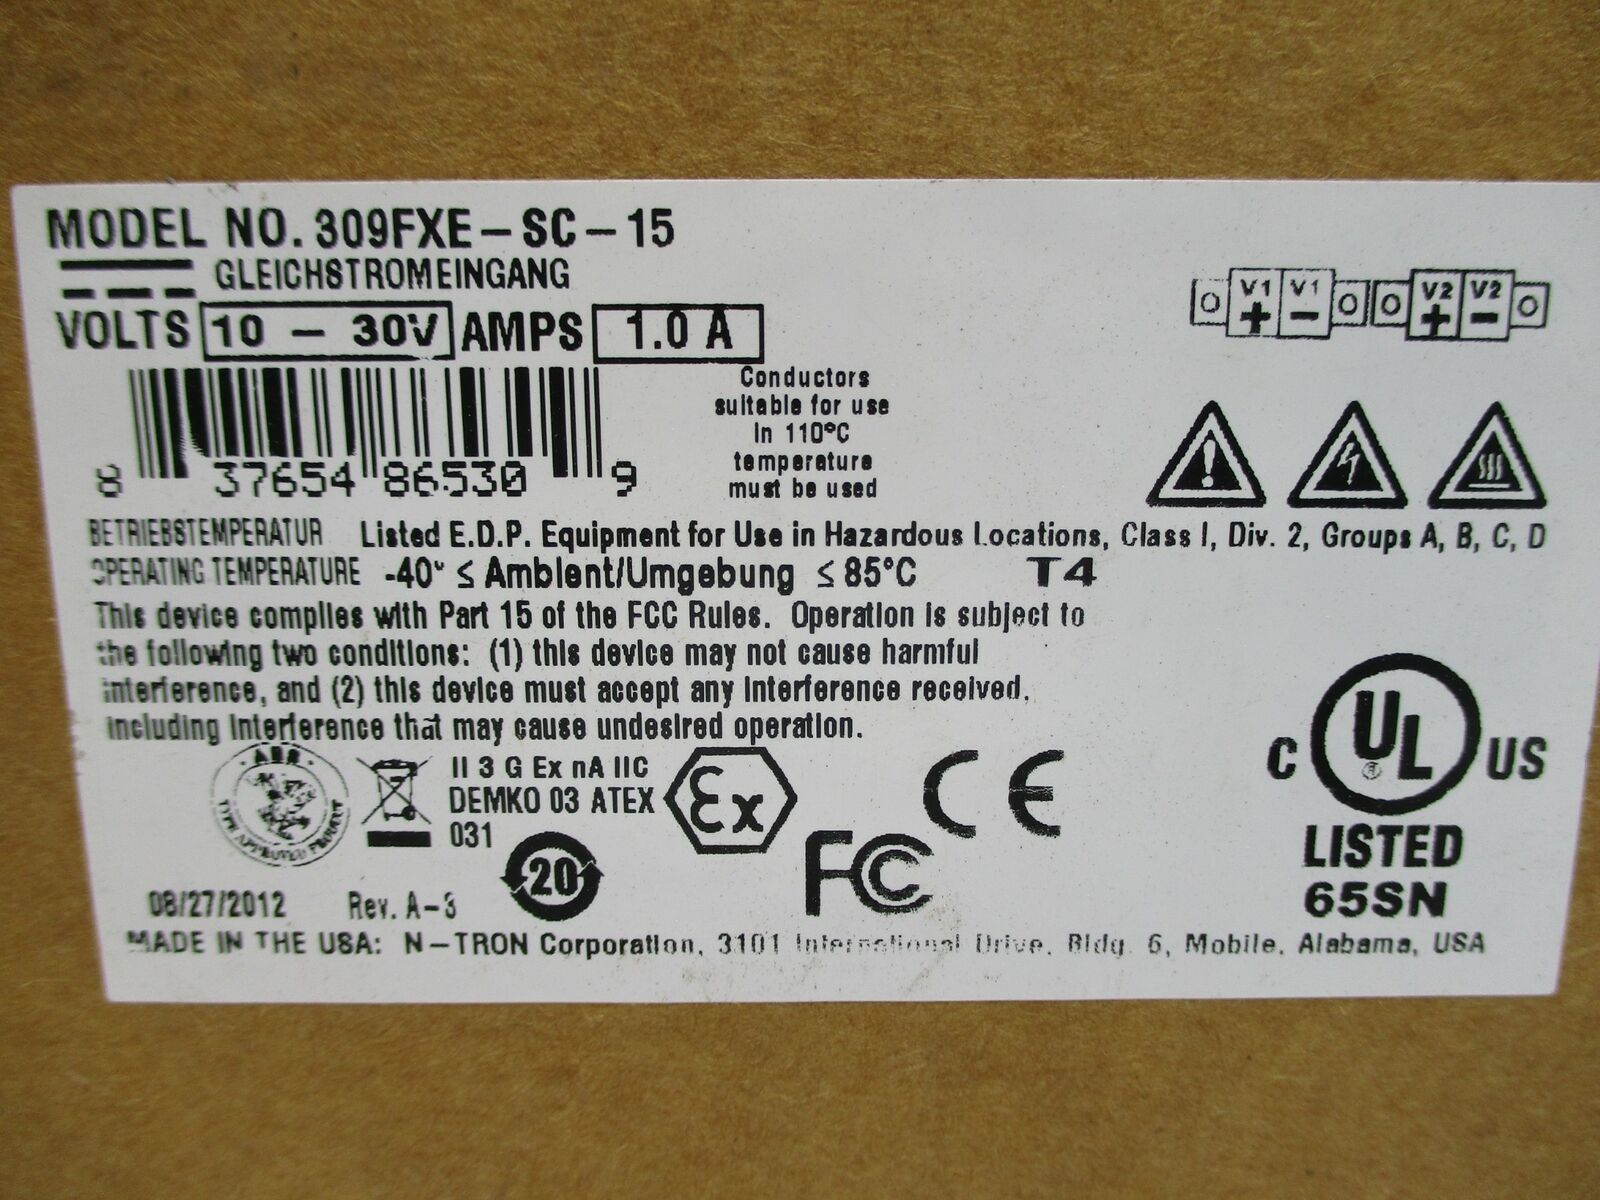 MODEL NO. 309FXE-SC-15
GLEICHSTROMEINGANG
VOLTS 10 - 30V AMPS 1.0 A
V1 V1 V2 V2
+ - + -
Conductors
suitable for use
in 110°C
temperature
must be used
8 37654 86530 9
BETRIEBSTEMPERATUR Listed E.D.P. Equipment for Use in Hazardous Locations, Class I, Div. 2, Groups A, B, C, D
OPERATING TEMPERATURE -40° ≤ Ambient/Umgebung ≤ 85°C T4
This device complies with Part 15 of the FCC Rules. Operation is subject to
the following two conditions: (1) this device may not cause harmful
interference, and (2) this device must accept any interference received,
including interference that may cause undesired operation.
ABS
TYPE APPROVED PRODUCT
II 3 G Ex nA IIC
DEMKO 03 ATEX
031
Ex
CE
FC
20
C UL US
LISTED
65SN
08/27/2012 Rev. A-3
MADE IN THE USA: N-TRON Corporation, 3101 International Drive, Bldg. 6, Mobile, Alabama, USA